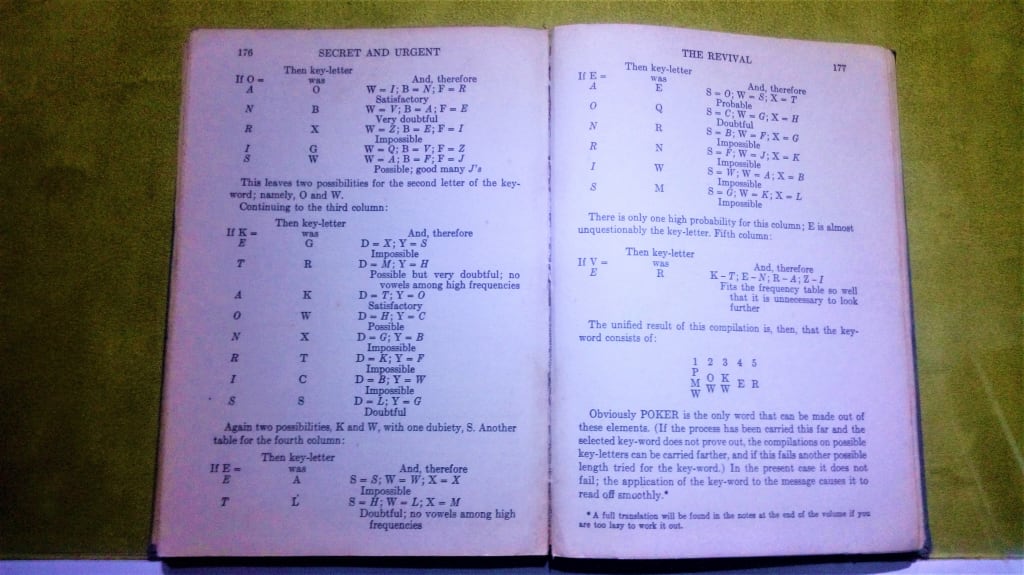 176 SECRET AND URGENT
Then key-letter
If O = was And, therefore
A O W = I; B = N; F = R
Satisfactory
N B W = V; B = A; F = E
Very doubtful
R X W = Z; B = E; F = I
Impossible
I G W = Q; B = V; F = Z
S W W = A; B = F; F = J
Possible; good many J's
This leaves two possibilities for the second letter of the key-
word; namely, O and W.
Continuing to the third column:
Then key-letter
If K = was And, therefore
E G D = X; Y = S
Impossible
T R D = M; Y = H
Possible but very doubtful; no
vowels among high frequencies
A K D = T; Y = O
Satisfactory
O W D = H; Y = C
Possible
N X D = G; Y = B
Impossible
R T D = K; Y = F
Impossible
I C D = B; Y = W
Impossible
S S D = L; Y = G
Doubtful
Again two possibilities, K and W, with one dubiety, S. Another
table for the fourth column:
Then key-letter
If E = was And, therefore
E A S = S; W = W; X = X
Impossible
T L S = H; W = L; X = M
Doubtful; no vowels among high
frequencies
THE REVIVAL 177
Then key-letter
If E = was And, therefore
A E S = O; W = S; X = T
Probable
O Q S = C; W = G; X = H
Doubtful
N R S = B; W = F; X = G
Impossible
R N S = F; W = J; X = K
Impossible
I W S = W; W = A; X = B
Impossible
S M S = G; W = K; X = L
Impossible
There is only one high probability for this column; E is almost
unquestionably the key-letter. Fifth column:
Then key-letter
If V = was And, therefore
E R K - T; E - N; R - A; Z - I
Fits the frequency table so well
that it is unnecessary to look
further
The unified result of this compilation is, then, that the key-
word consists of:
1 2 3 4 5
P
M O K E R
W W W
Obviously POKER is the only word that can be made out of
these elements. (If the process has been carried this far and the
selected key-word does not prove out, the compilations on possible
key-letters can be carried farther, and if this fails another possible
length tried for the key-word.) In the present case it does not
fail; the application of the key-word to the message causes it to
read off smoothly.*
* A full translation will be found in the notes at the end of the volume if you
are too lazy to work it out.